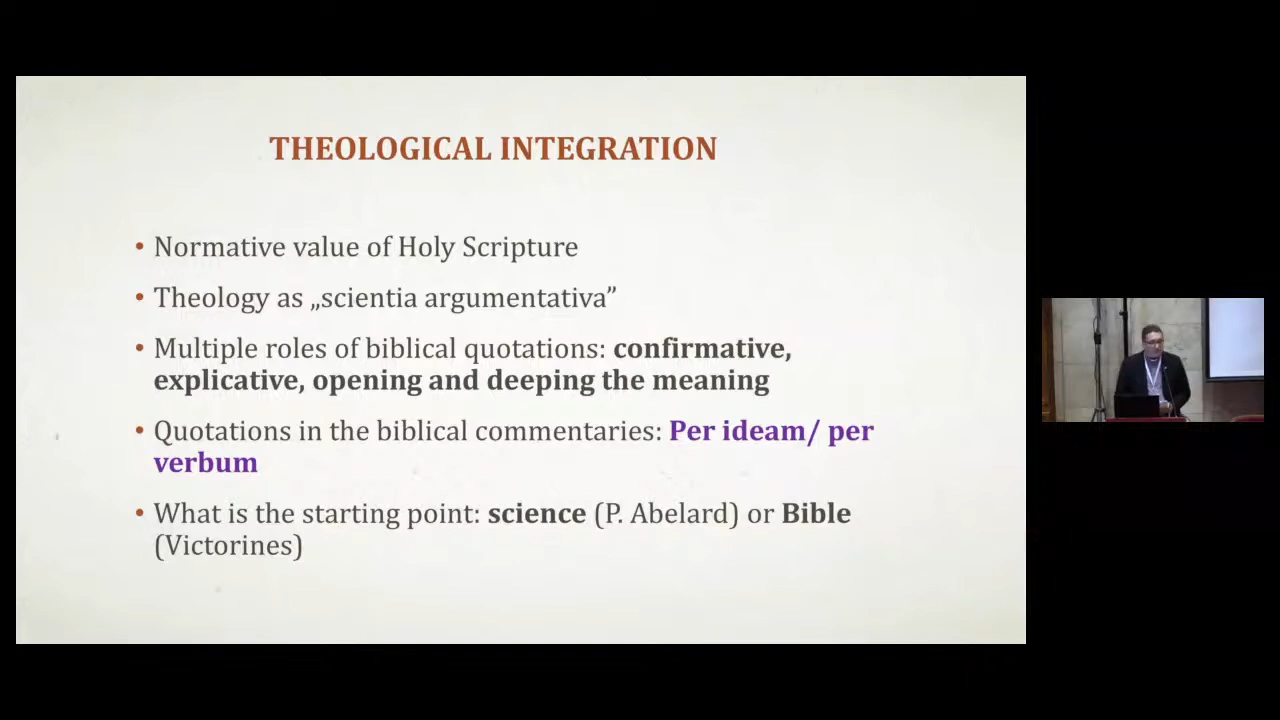 THEOLOGICAL INTEGRATION
• Normative value of Holy Scripture
• Theology as „scientia argumentativa”
• Multiple roles of biblical quotations: confirmative,
explicative, opening and deeping the meaning
• Quotations in the biblical commentaries: Per ideam/ per
verbum
• What is the starting point: science (P. Abelard) or Bible
(Victorines)